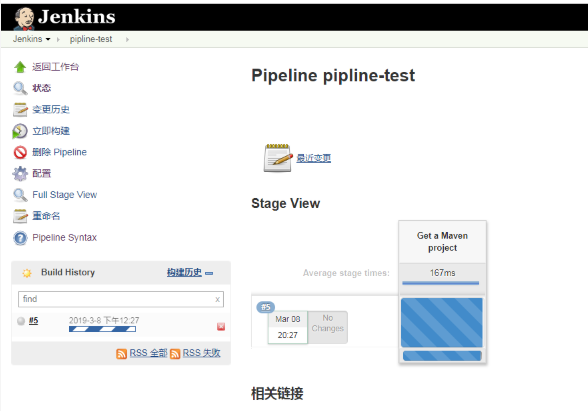 Jenkins
Jenkins
pipline-test
返回工作台
状态
变更历史
立即构建
删除 Pipeline
配置
Full Stage View
重命名
Pipeline Syntax
Build History
构建历史
find
x
#5
2019-3-8 下午12:27
RSS 全部
RSS 失败
Pipeline pipline-test
最近变更
Stage View
Get a Maven
project
Average stage times:
167ms
#5
Mar 08
20:27
No
Changes
相关链接